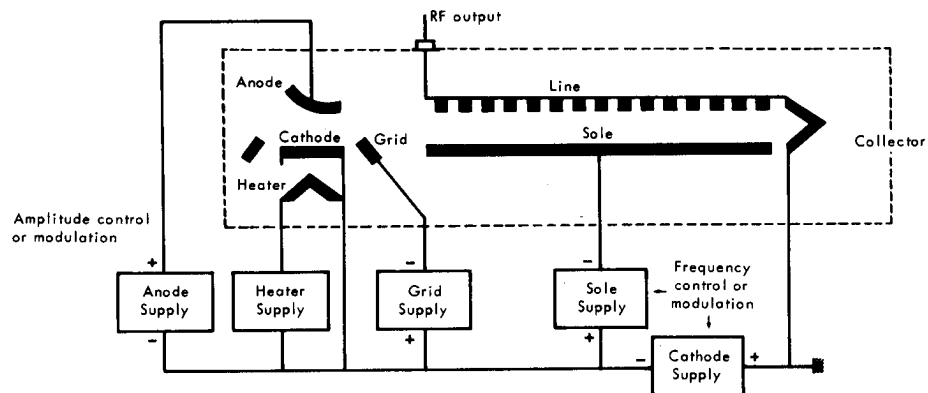 RF output
Anode
Line
Cathode
Grid
Sole
Collector
Heater
Amplitude control
or modulation
+
-
-
Frequency
control or
modulation
Anode
Supply
Heater
Supply
Grid
Supply
Sole
Supply
-
+
+
-
+
Cathode
Supply